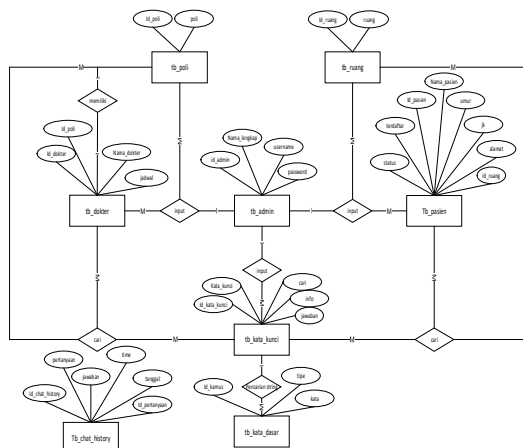 Id_poli
poli
Id_ruang
ruang
tb_poli
tb_ruang
M
M
M
Nama_pasien
memiliki
Id_pasien
umur
Id_poli
Nama_lengkap
terdaftar
jk
M
M
Nama_dokter
username
Id_dokter
id_admin
status
alamat
jadwal
password
Id_ruang
tb_dokter
M
input
tb_admin
input
M
Tb_pasien
input
M
Kata_kunci
cari
M
Id_kata_kunci
info
jawaban
cari
M
tb_kata_kunci
M
cari
pertanyaan
time
jawaban
tanggal
Pencarian string
tipe
Id_chat_history
Id_kamus
kata
Id_pertanyaan
Tb_chat_history
tb_kata_dasar